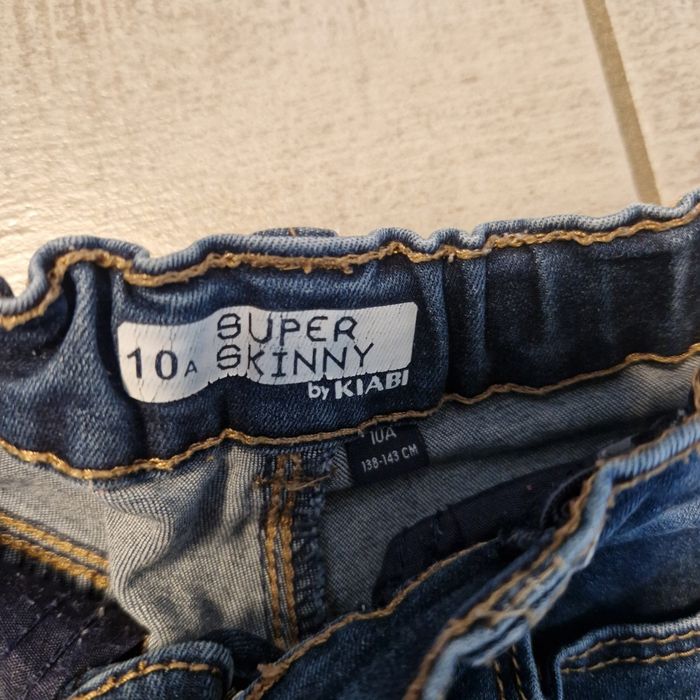 10A SUPER
SKINNY
by KIABI
10A
138-143 CM